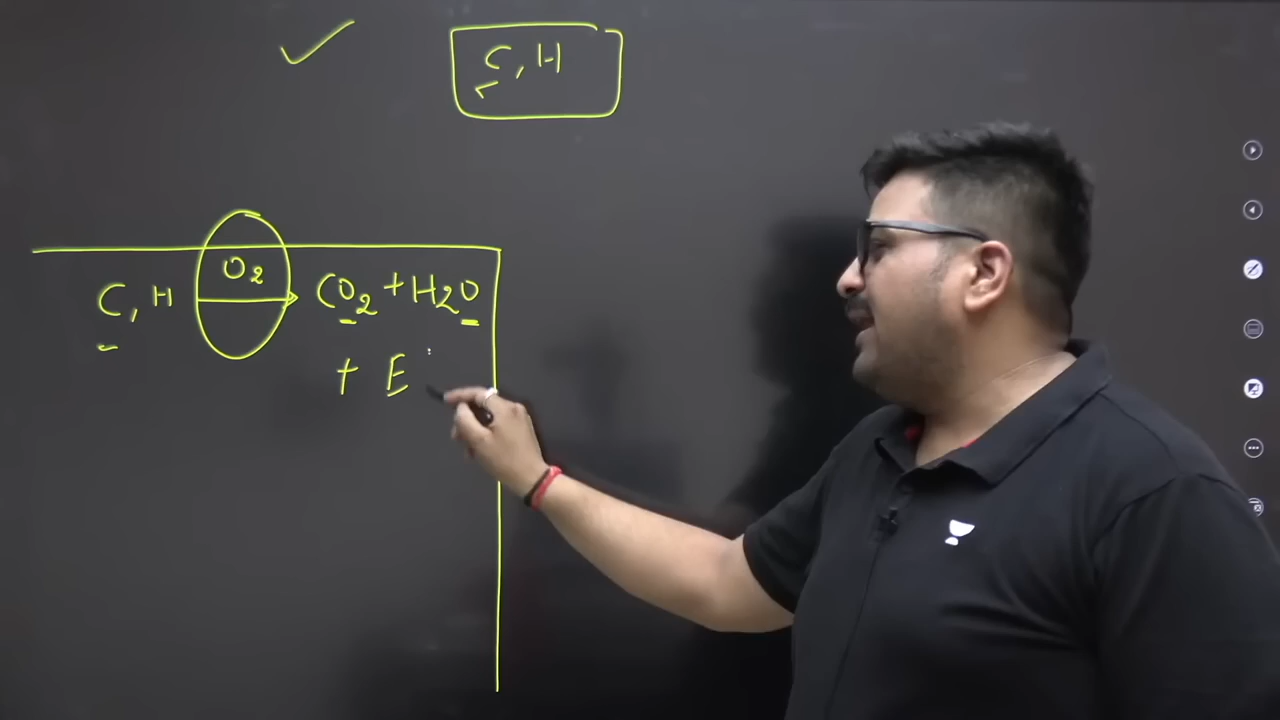 C, H
C, H O2 → CO2 + H2O
+ E